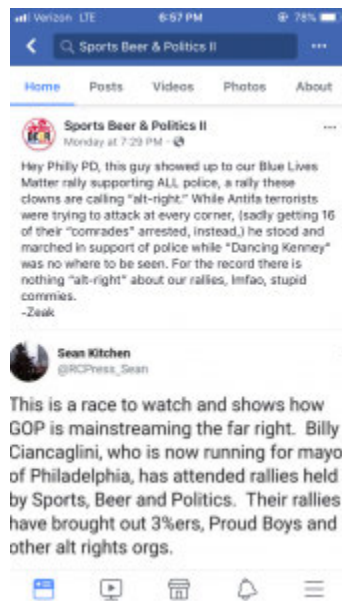 Verizon LTE 6:57 PM 78%
Sports Beer & Politics II
Home Posts Videos Photos About
Sports Beer & Politics II
Monday at 7:29 PM ·
Hey Philly PD, this guy showed up to our Blue Lives
Matter rally supporting ALL police, a rally these
clowns are calling "alt-right." While Antifa terrorists
were trying to attack at every corner, (sadly getting 16
of their "comrades" arrested, instead,) he stood and
marched in support of police while "Dancing Kenney"
was no where to be seen. For the record there is
nothing "alt-right" about our rallies, lmfao, stupid
commies.
-Zeak
Sean Kitchen
@RCPress_Sean
This is a race to watch and shows how
GOP is mainstreaming the far right. Billy
Ciancaglini, who is now running for mayo
of Philadelphia, has attended rallies held
by Sports, Beer and Politics. Their rallies
have brought out 3%ers, Proud Boys and
other alt rights orgs.